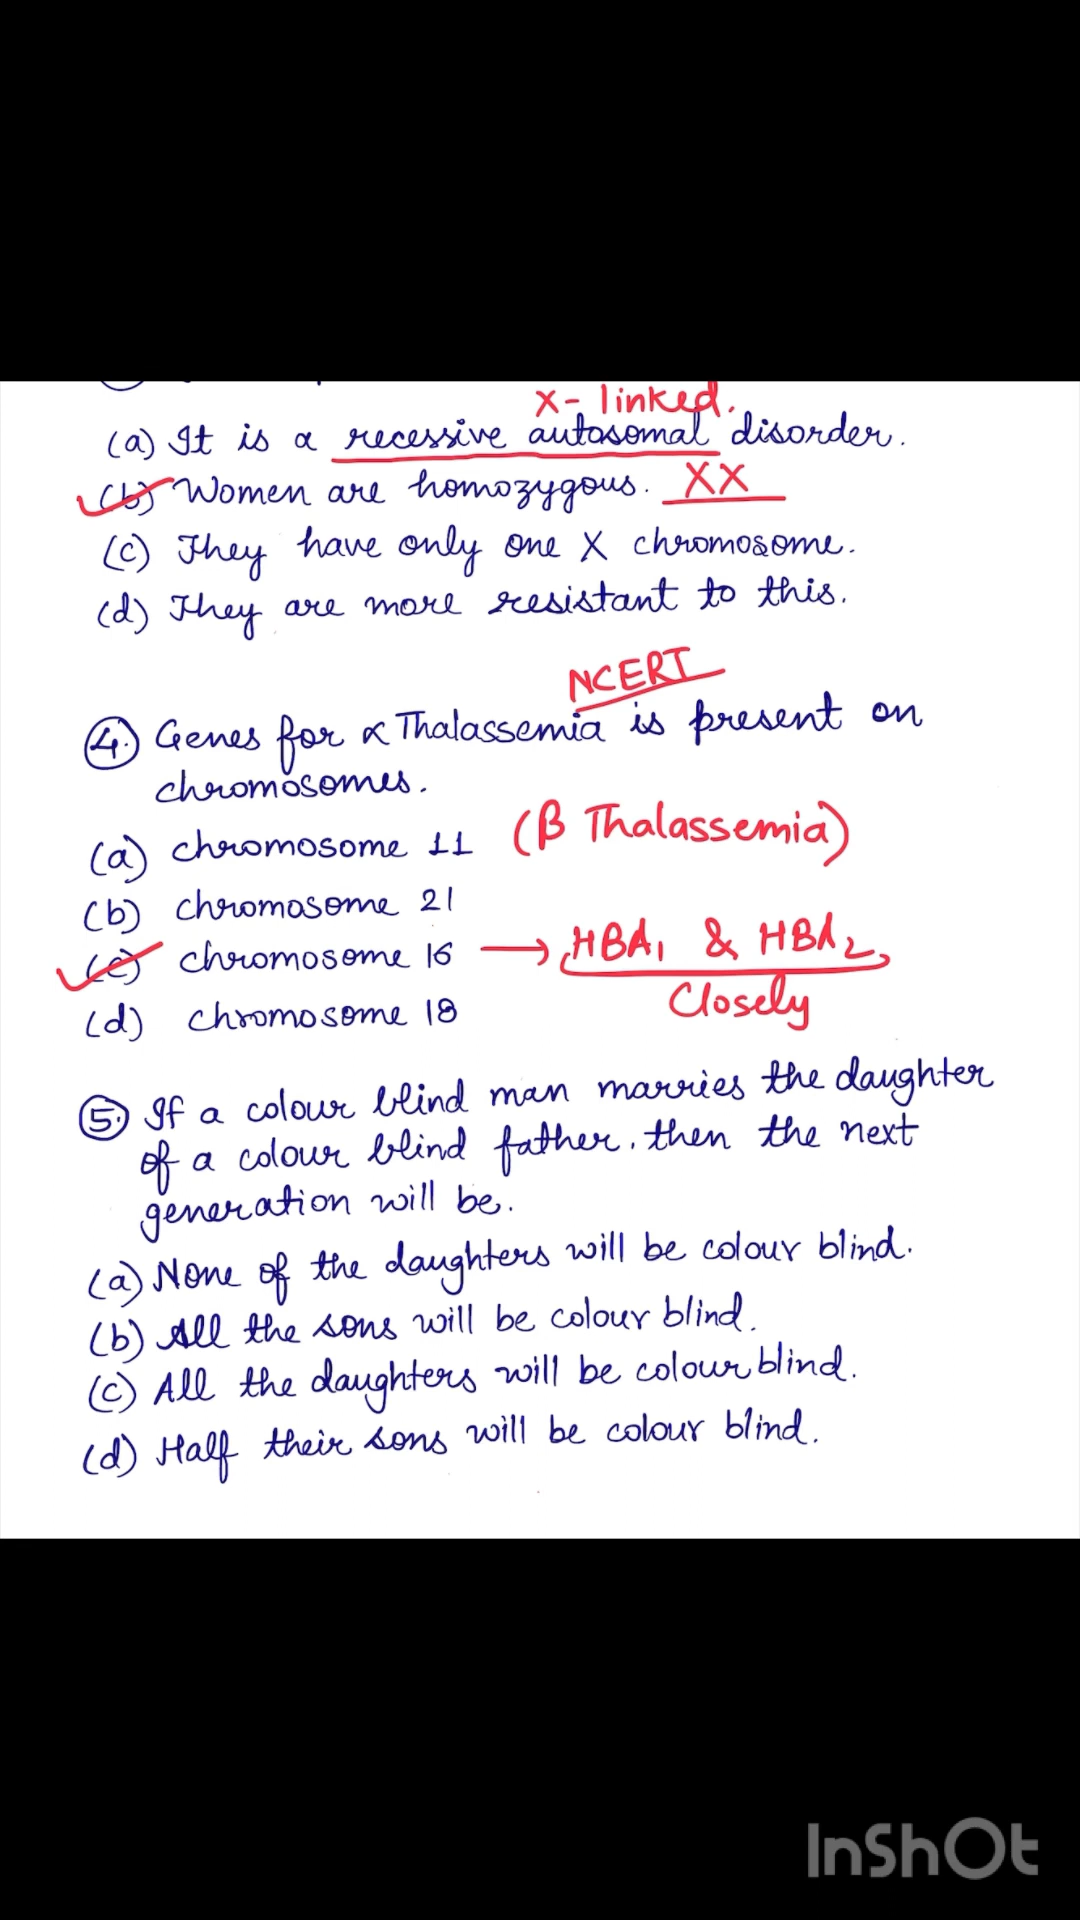 x- linked.
(a) It is a recessive autosomal disorder.
(b) Women are homozygous. XX
(c) They have only one X chromosome.
(d) They are more resistant to this.
NCERT
4. Genes for α Thalassemia is present on
chromosomes.
(a) chromosome 11 (β Thalassemia)
(b) chromosome 21
(c) chromosome 16 → HBA1 & HBA2
Closely
(d) chromosome 18
5. If a colour blind man marries the daughter
of a colour blind father. then the next
generation will be.
(a) None of the daughters will be colour blind.
(b) All the sons will be colour blind.
(c) All the daughters will be colour blind.
(d) Half their sons will be colour blind.
InShOt